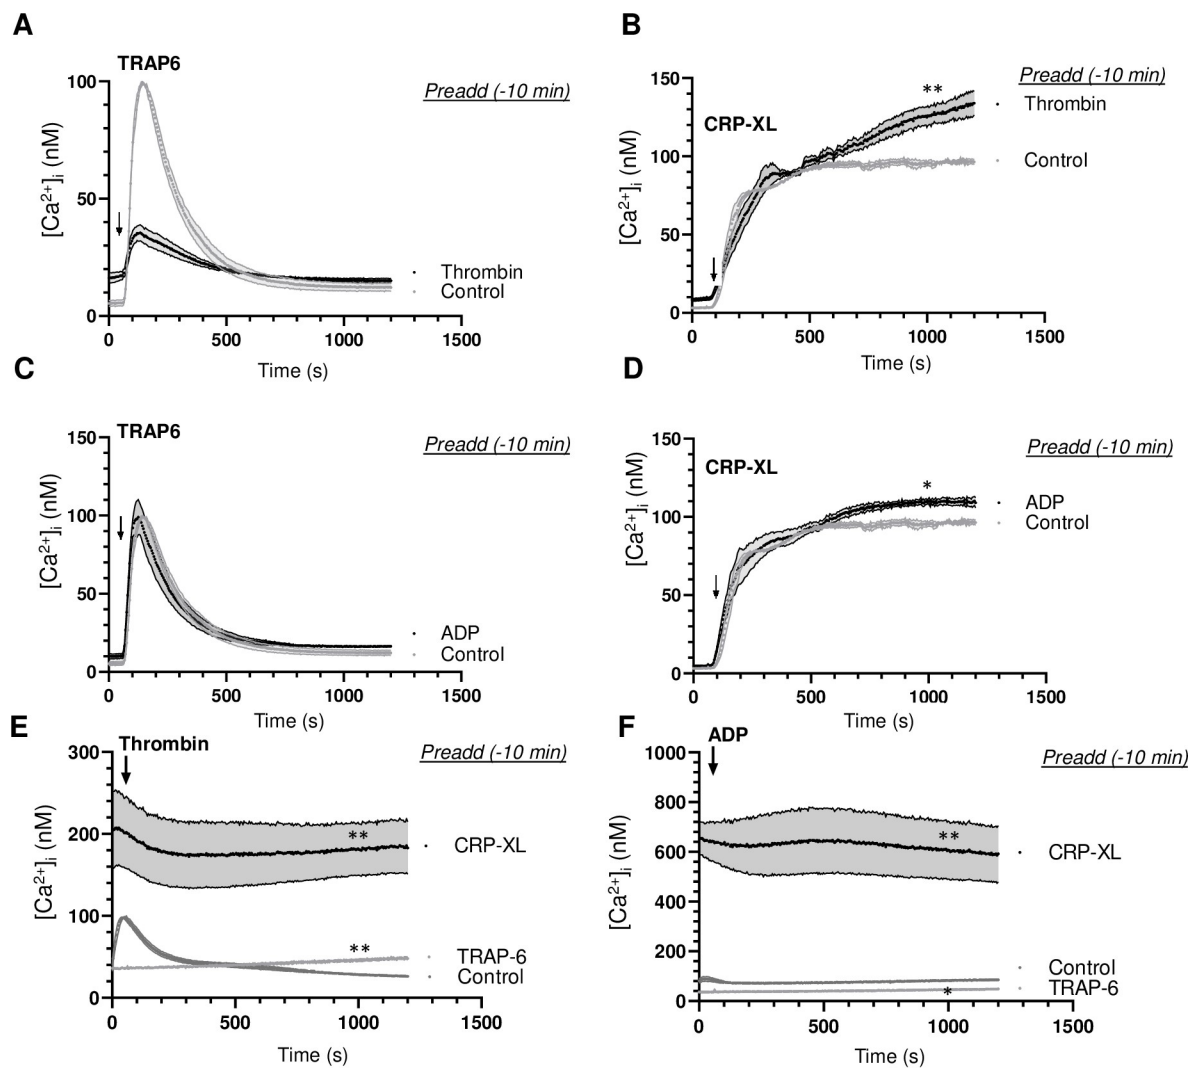 A
TRAP6
Preadd (-10 min)
100
50
0
[Ca2+]i (nM)
Thrombin
Control
0 500 1000 1500
Time (s)
B
CRP-XL
**
Preadd (-10 min)
Thrombin
Control
150
100
50
0
[Ca2+]i (nM)
0 500 1000 1500
Time (s)
C
TRAP6
Preadd (-10 min)
150
100
50
0
[Ca2+]i (nM)
ADP
Control
0 500 1000 1500
Time (s)
D
CRP-XL
*
Preadd (-10 min)
ADP
Control
150
100
50
0
[Ca2+]i (nM)
0 500 1000 1500
Time (s)
E
Thrombin
Preadd (-10 min)
300
200
100
0
[Ca2+]i (nM)
**
CRP-XL
**
TRAP-6
Control
0 500 1000 1500
Time (s)
F
ADP
Preadd (-10 min)
1000
800
600
400
200
0
[Ca2+]i (nM)
**
CRP-XL
Control
TRAP-6
*
0 500 1000 1500
Time (s)